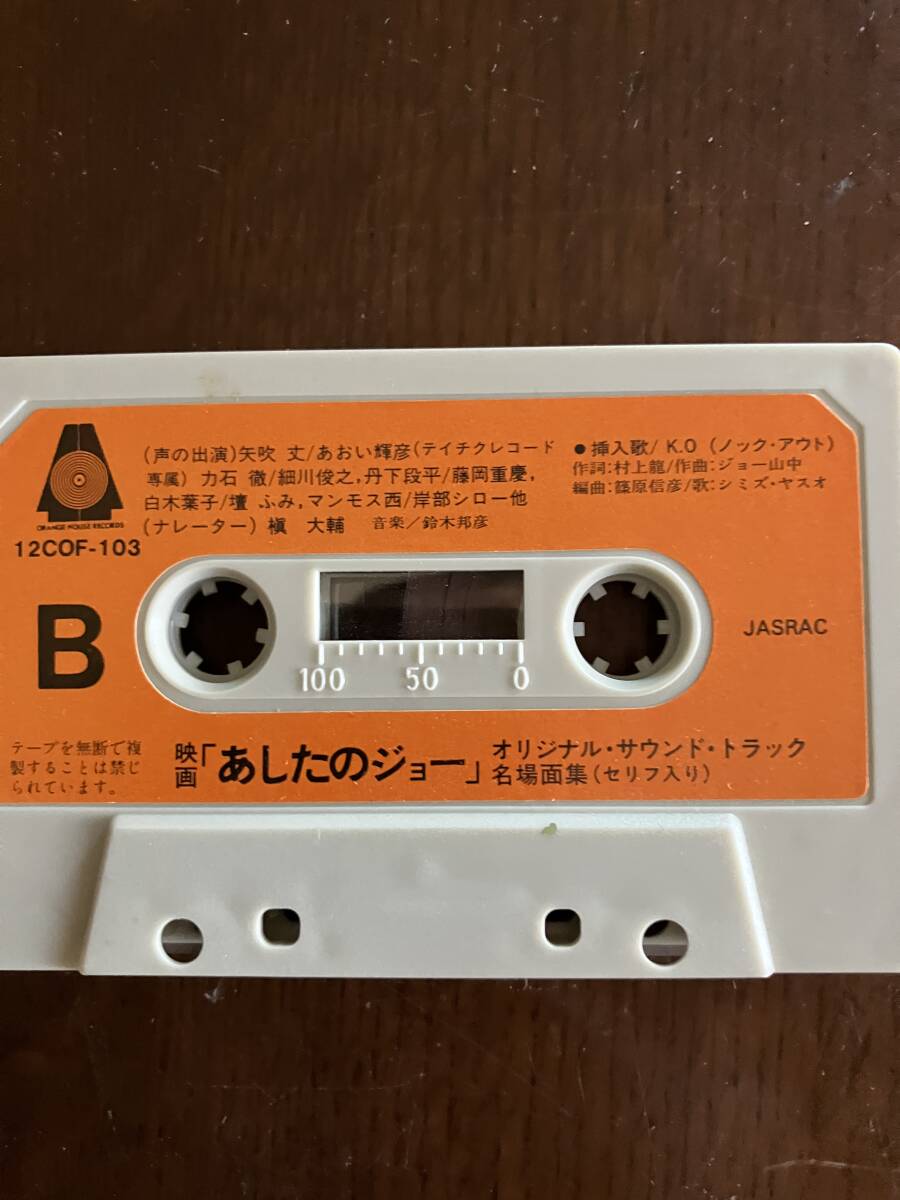 (声の出演)矢吹 丈/あおい輝彦(テイチクレコード
専属) 力石 徹/細川俊之,丹下段平/藤岡重慶,
白木葉子/壇 ふみ,マンモス西/岸部シロー他
(ナレーター) 槇 大輔 音楽/鈴木邦彦
●挿入歌/ K.O (ノック・アウト)
作詞:村上龍/作曲:ジョー山中
編曲:篠原信彦/歌:シミズ・ヤスオ
ORANGE HOUSE RECORDS
12COF-103
B
100 50 0
JASRAC
テープを無断で複
製することは禁じ
られています。
映画「あしたのジョー」
オリジナル・サウンド・トラック
名場面集(セリフ入り)